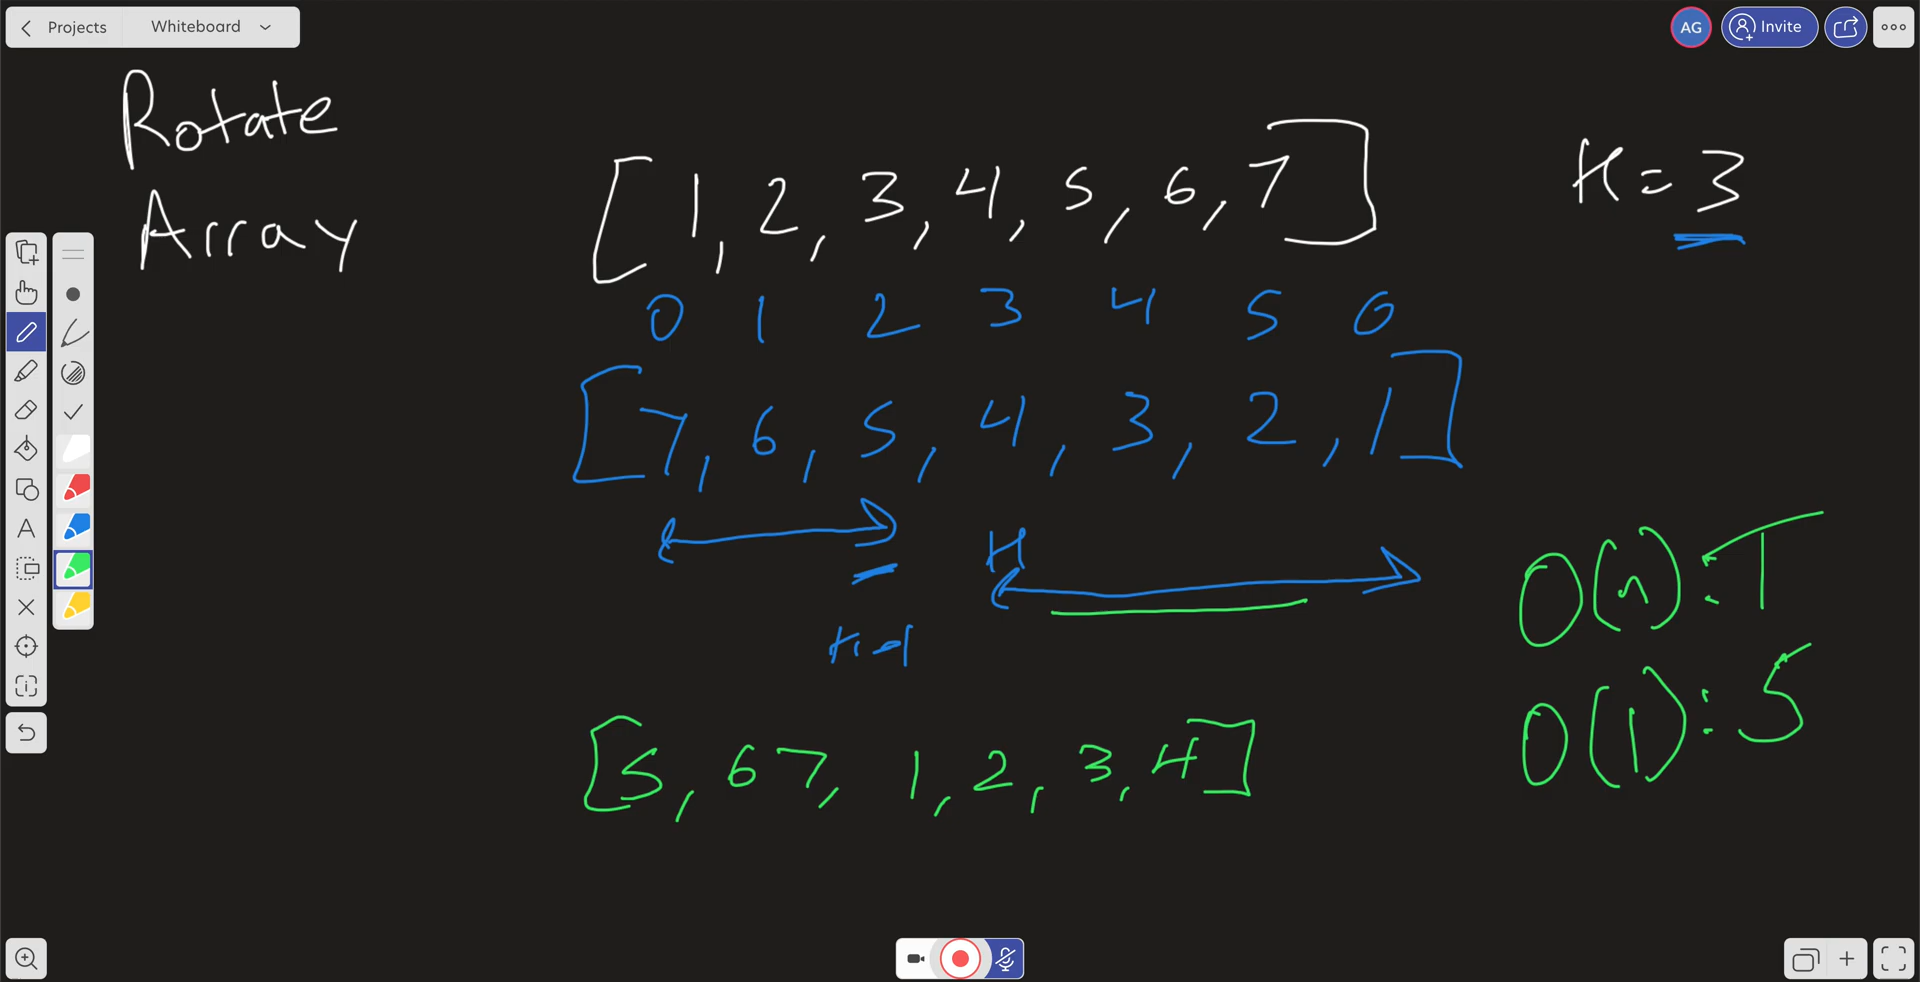 Projects Whiteboard AG Invite
Rotate
Array
[1, 2, 3, 4, 5, 6, 7]
K = 3
0 1 2 3 4 5 6
[7, 6, 5, 4, 3, 2, 1]
K
K-1
O(n): T
O(1): S
[5, 6 7, 1, 2, 3, 4]
A